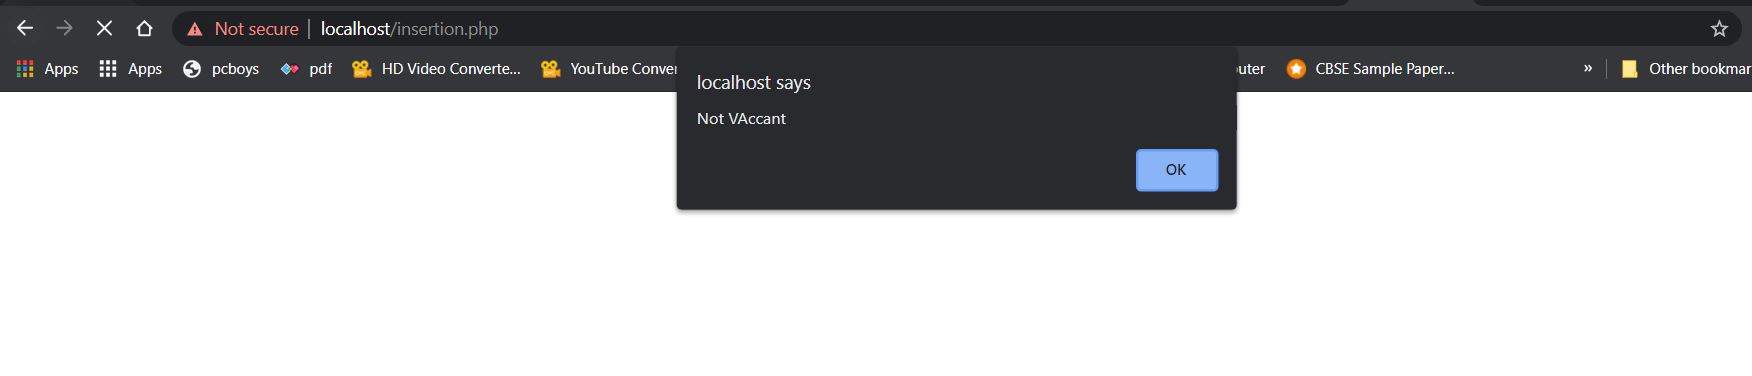 Not secure localhost/insertion.php
Apps Apps pcboys pdf HD Video Converte... YouTube Conver uter CBSE Sample Paper... » Other bookmar
localhost says
Not VAccant
OK